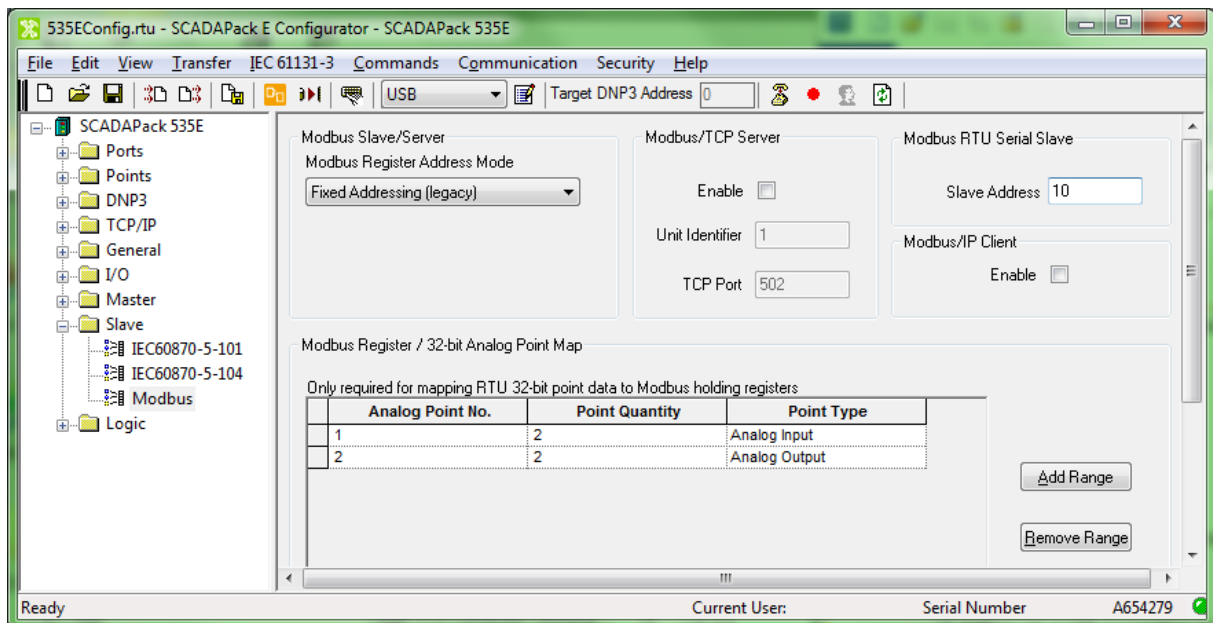 535EConfig.rtu - SCADAPack E Configurator - SCADAPack 535E
File Edit View Transfer IEC 61131-3 Commands Communication Security Help
USB Target DNP3 Address 0
SCADAPack 535E
Ports
Points
DNP3
TCP/IP
General
I/O
Master
Slave
IEC60870-5-101
IEC60870-5-104
Modbus
Logic
Modbus Slave/Server
Modbus Register Address Mode
Fixed Addressing (legacy)
Modbus/TCP Server
Enable
Unit Identifier 1
TCP Port 502
Modbus RTU Serial Slave
Slave Address 10
Modbus/IP Client
Enable
Modbus Register / 32-bit Analog Point Map
Only required for mapping RTU 32-bit point data to Modbus holding registers
Analog Point No. Point Quantity Point Type
1 2 Analog Input
2 2 Analog Output
Add Range
Remove Range
Ready Current User: Serial Number A654279